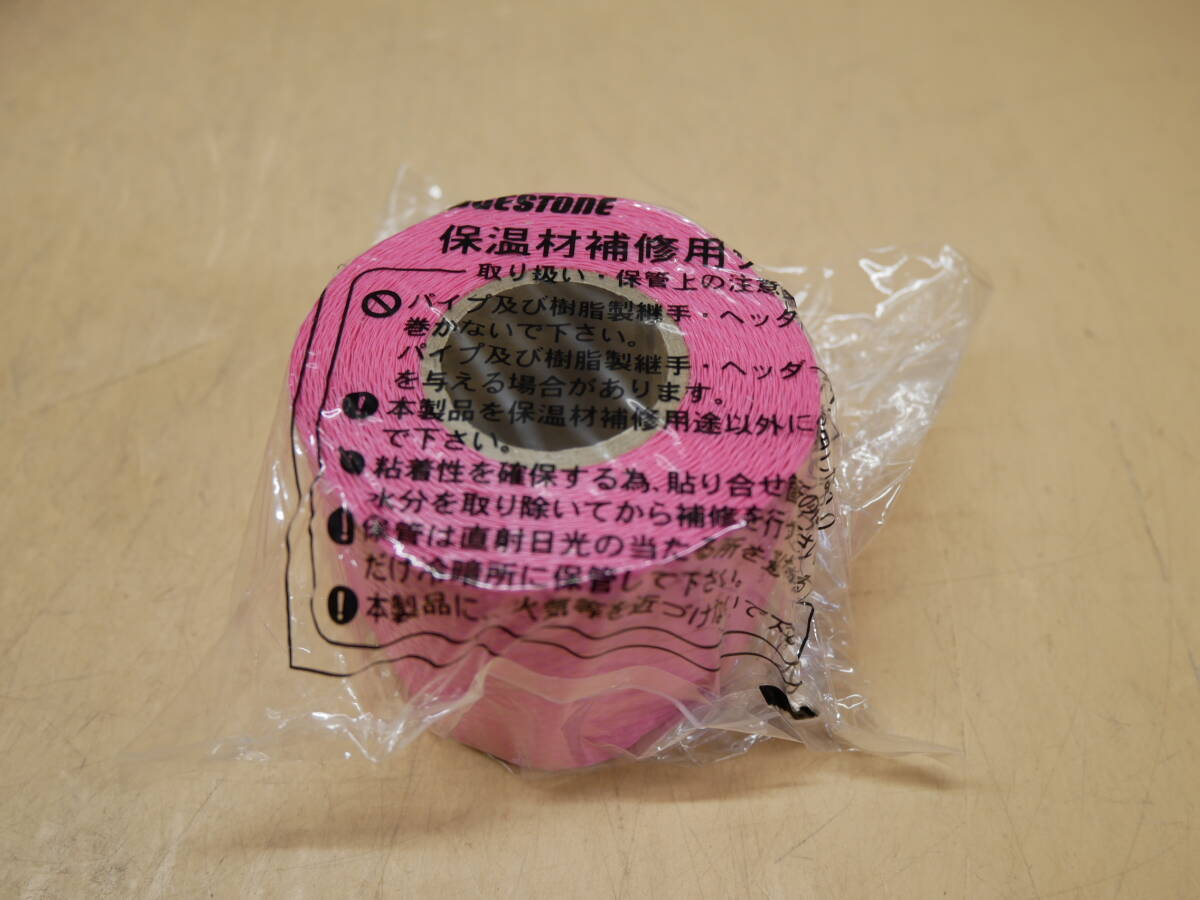 GESTONE
保温材補修用
取り扱い・保管上の注意
パイプ及び樹脂製継手・ヘッダ
巻かないで下さい。
パイプ及び樹脂製継手・ヘッダ
を与える場合があります。
本製品を保温材補修用途以外に
で下さい。
粘着性を確保する為、貼り合せ
水分を取り除いてから補修を行
保管は直射日光の当たる所を
だけ冷暗所に保管して下さい。
本製品に、火気等を近づけないで下さい